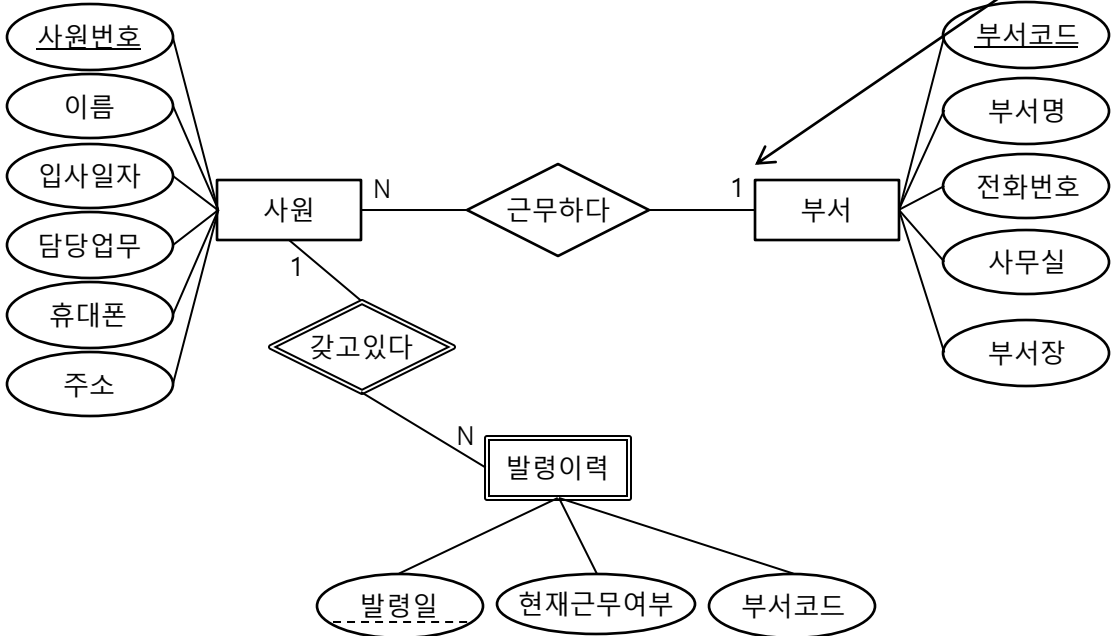 사원번호
이름
입사일자
담당업무
휴대폰
주소
사원
N
근무하다
1
부서
부서코드
부서명
전화번호
사무실
부서장
1
갖고있다
N
발령이력
발령일
현재근무여부
부서코드